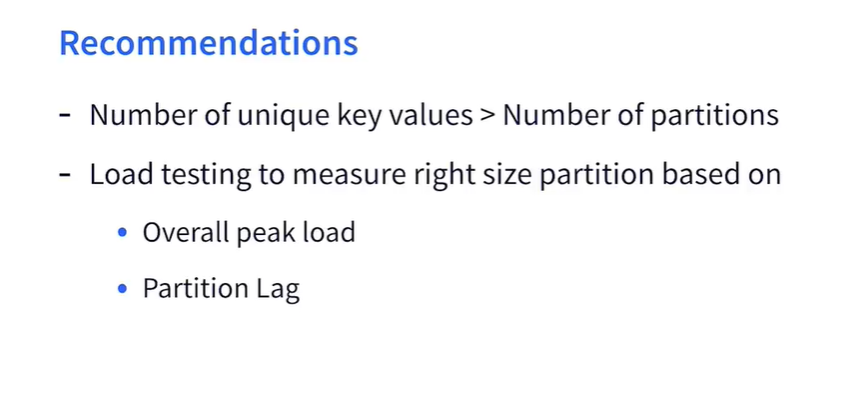 Recommendations
- Number of unique key values > Number of partitions
- Load testing to measure right size partition based on
• Overall peak load
• Partition Lag